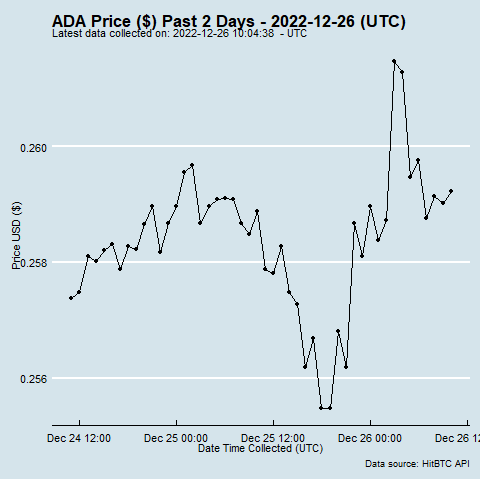 ADA Price ($) Past 2 Days - 2022-12-26 (UTC)
Latest data collected on: 2022-12-26 10:04:38  - UTC
0.260
0.258
0.256
Price USD ($)
Dec 24 12:00
Dec 25 00:00
Dec 25 12:00
Dec 26 00:00
Dec 26 12
Date Time Collected (UTC)
Data source: HitBTC API